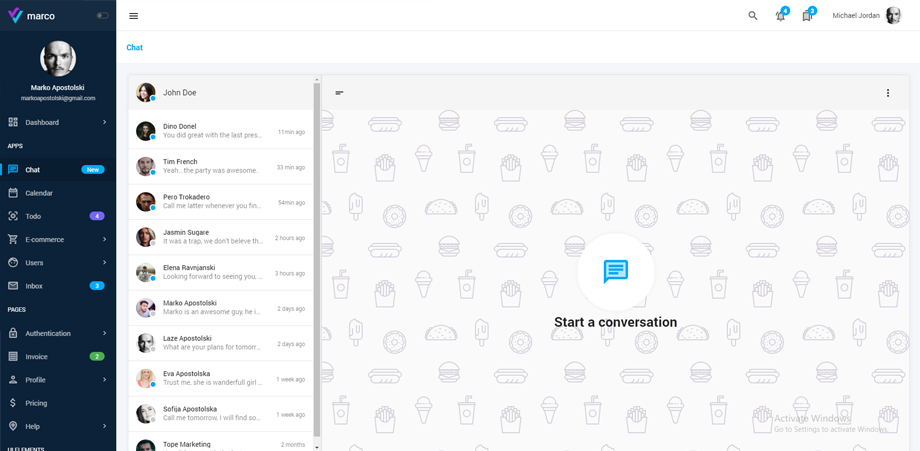 marco
Marko Apostolski
markoapostolski@gmail.com
Dashboard
APPS
Chat
New
Calendar
Todo
4
E-commerce
Users
Inbox
3
PAGES
Authentication
Invoice
2
Profile
Pricing
Help
UI ELEMENTS
4
3
Michael Jordan
Chat
John Doe
Dino Donel
You did great with the last pres...
11min ago
Tim French
Yeah.. the party was awesome.
33 min ago
Pero Trokadero
Call me latter whenever you fin...
54min ago
Jasmin Sugare
It was a trap, we don't beleve th...
2 hours ago
Elena Ravnjanski
Looking forward to seeing you, ...
3 hours ago
Marko Apostolski
Marko is an awesome guy, he i...
2 days ago
Laze Apostolski
What are your plans for tomorr...
2 days ago
Eva Apostolska
Trust me, she is wanderfull girl ...
1 week ago
Sofija Apostolska
Call me tomorrow, I will find so...
1 week ago
Tope Marketing
2 months
Start a conversation
Activate Windows
Go to Settings to activate Windows.